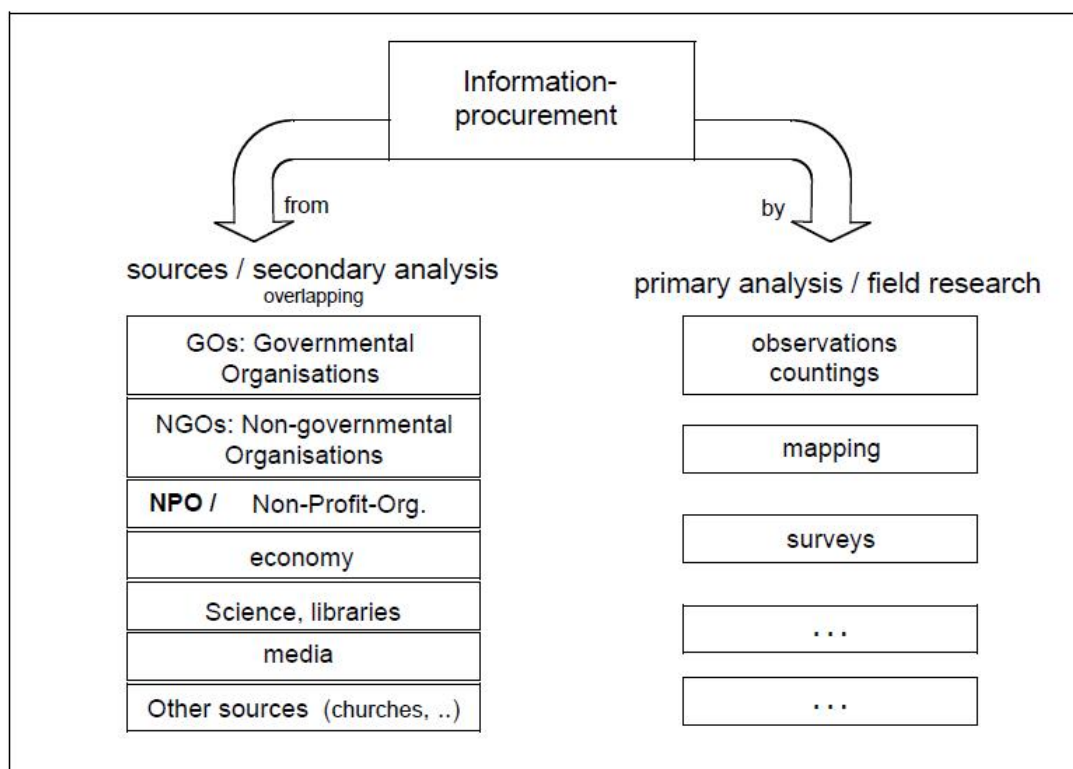 Information-
procurement
from
by
sources / secondary analysis
overlapping
primary analysis / field research
GOs: Governmental
Organisations
NGOs: Non-governmental
Organisations
NPO / Non-Profit-Org.
economy
Science, libraries
media
Other sources (churches, ..)
observations
countings
mapping
surveys
...
...